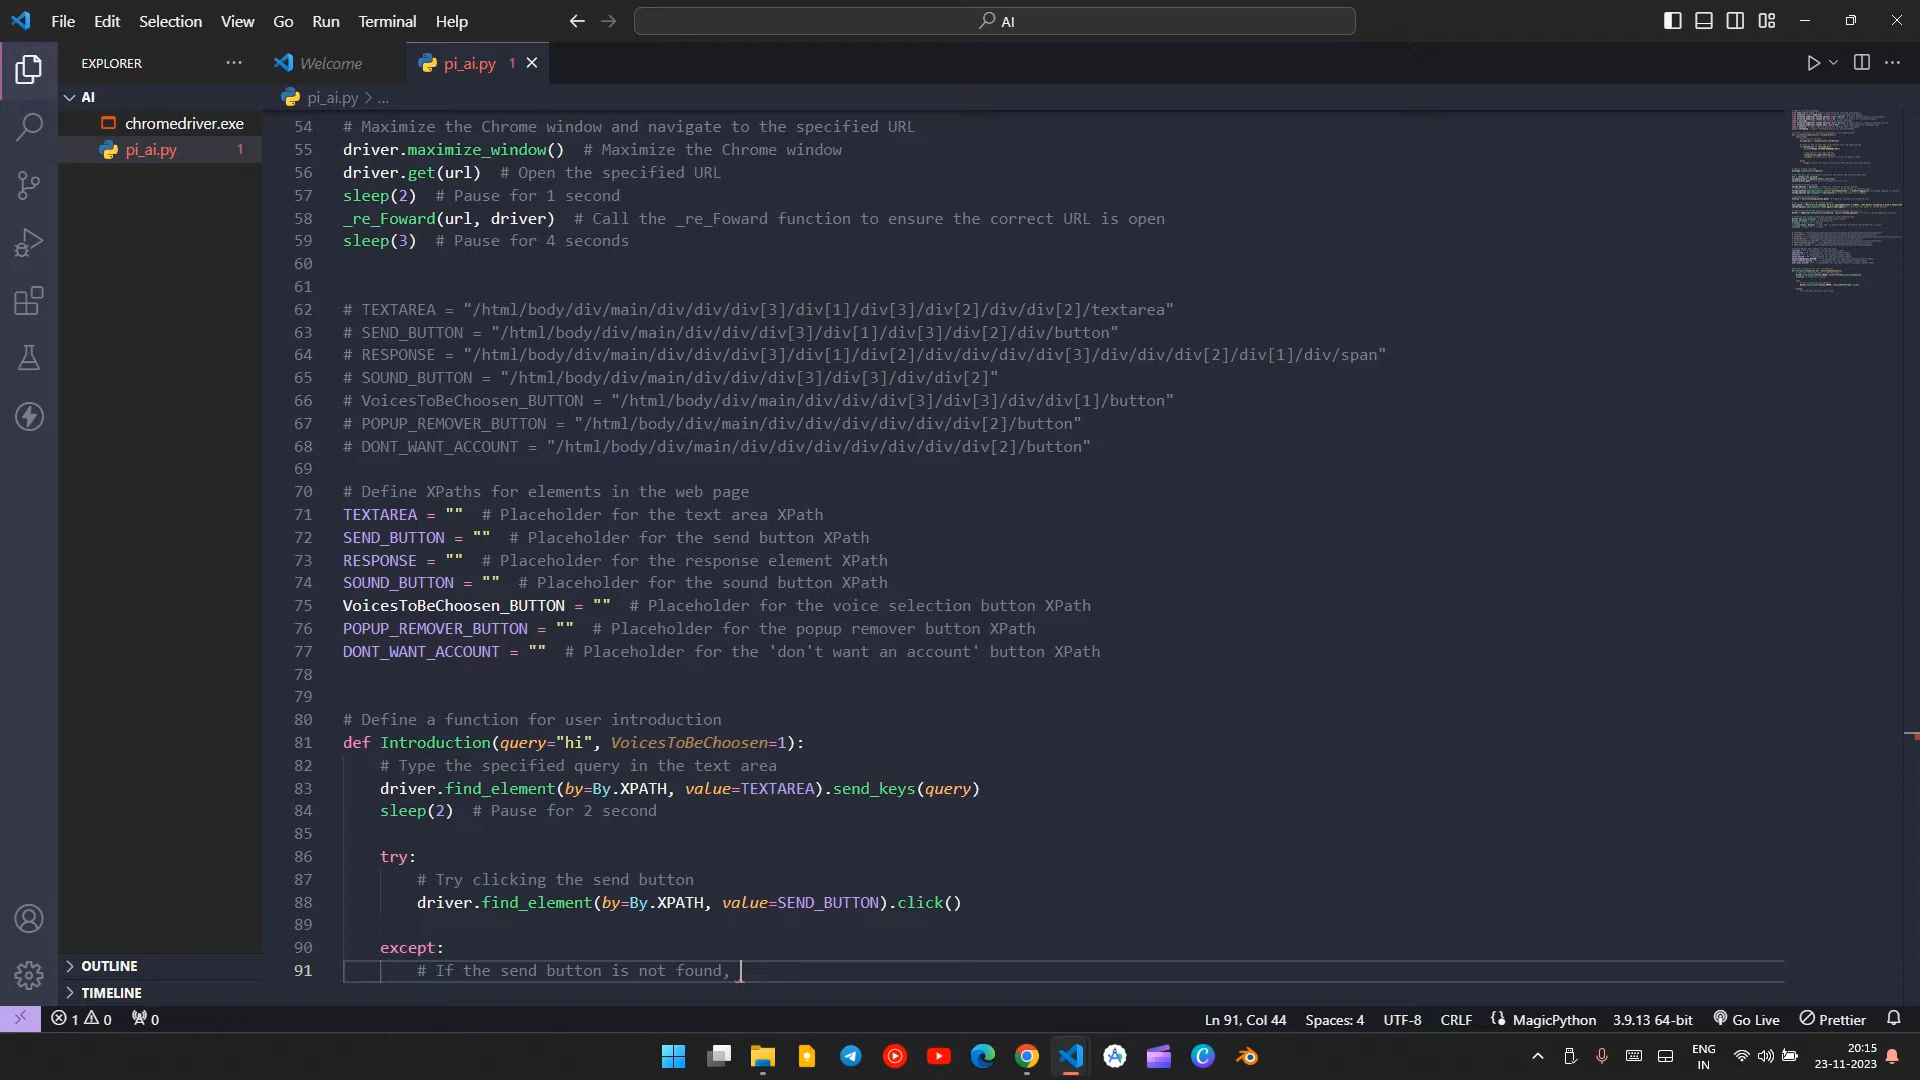 File Edit Selection View Go Run Terminal Help
AI
EXPLORER
Welcome
pi_ai.py 1
AI
pi_ai.py > ...
chromedriver.exe
pi_ai.py 1
54 # Maximize the Chrome window and navigate to the specified URL
55 driver.maximize_window()  # Maximize the Chrome window
56 driver.get(url)  # Open the specified URL
57 sleep(2)  # Pause for 1 second
58 _re_Foward(url, driver)  # Call the _re_Foward function to ensure the correct URL is open
59 sleep(3)  # Pause for 4 seconds
60
61
62 # TEXTAREA = "/html/body/div/main/div/div/div[3]/div[1]/div[3]/div[2]/div/div[2]/textarea"
63 # SEND_BUTTON = "/html/body/div/main/div/div/div[3]/div[1]/div[3]/div[2]/div/button"
64 # RESPONSE = "/html/body/div/main/div/div/div[3]/div[1]/div[2]/div/div/div/div[3]/div/div/div[2]/div[1]/div/span"
65 # SOUND_BUTTON = "/html/body/div/main/div/div/div[3]/div[3]/div/div[2]"
66 # VoicesToBeChoosen_BUTTON = "/html/body/div/main/div/div/div[3]/div[3]/div/div[1]/button"
67 # POPUP_REMOVER_BUTTON = "/html/body/div/main/div/div/div/div/div[2]/button"
68 # DONT_WANT_ACCOUNT = "/html/body/div/main/div/div/div/div/div/div/div[2]/button"
69
70 # Define XPaths for elements in the web page
71 TEXTAREA = ""  # Placeholder for the text area XPath
72 SEND_BUTTON = ""  # Placeholder for the send button XPath
73 RESPONSE = ""  # Placeholder for the response element XPath
74 SOUND_BUTTON = ""  # Placeholder for the sound button XPath
75 VoicesToBeChoosen_BUTTON = ""  # Placeholder for the voice selection button XPath
76 POPUP_REMOVER_BUTTON = ""  # Placeholder for the popup remover button XPath
77 DONT_WANT_ACCOUNT = ""  # Placeholder for the 'don't want an account' button XPath
78
79
80 # Define a function for user introduction
81 def Introduction(query="hi", VoicesToBeChoosen=1):
82     # Type the specified query in the text area
83     driver.find_element(by=By.XPATH, value=TEXTAREA).send_keys(query)
84     sleep(2)  # Pause for 2 second
85
86     try:
87         # Try clicking the send button
88         driver.find_element(by=By.XPATH, value=SEND_BUTTON).click()
89
90     except:
91         # If the send button is not found,
OUTLINE
TIMELINE
1 0 0
Ln 91, Col 44 Spaces: 4 UTF-8 CRLF MagicPython 3.9.13 64-bit Go Live Prettier
ENG
IN
20:15
23-11-2023